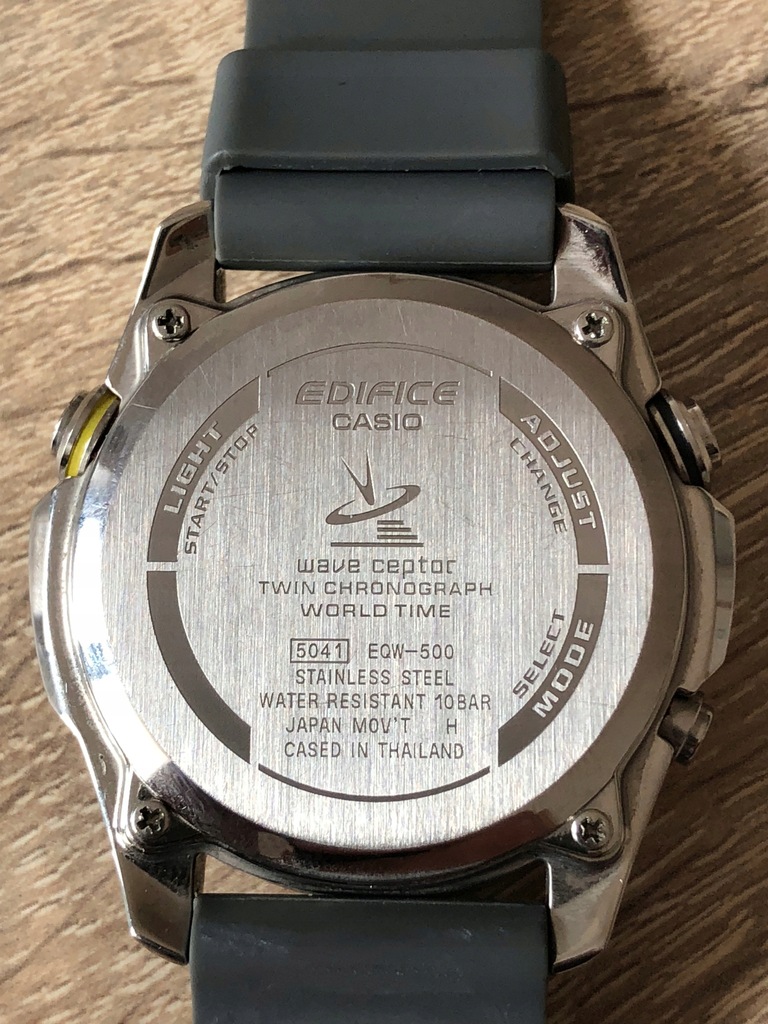 EDIFICE
CASIO
LIGHT
START/STOP
ADJUST
CHANGE
wave ceptor
TWIN CHRONOGRAPH
WORLD TIME
5041 EQW-500
STAINLESS STEEL
WATER RESISTANT 10BAR
JAPAN MOV'T H
CASED IN THAILAND
SELECT
MODE